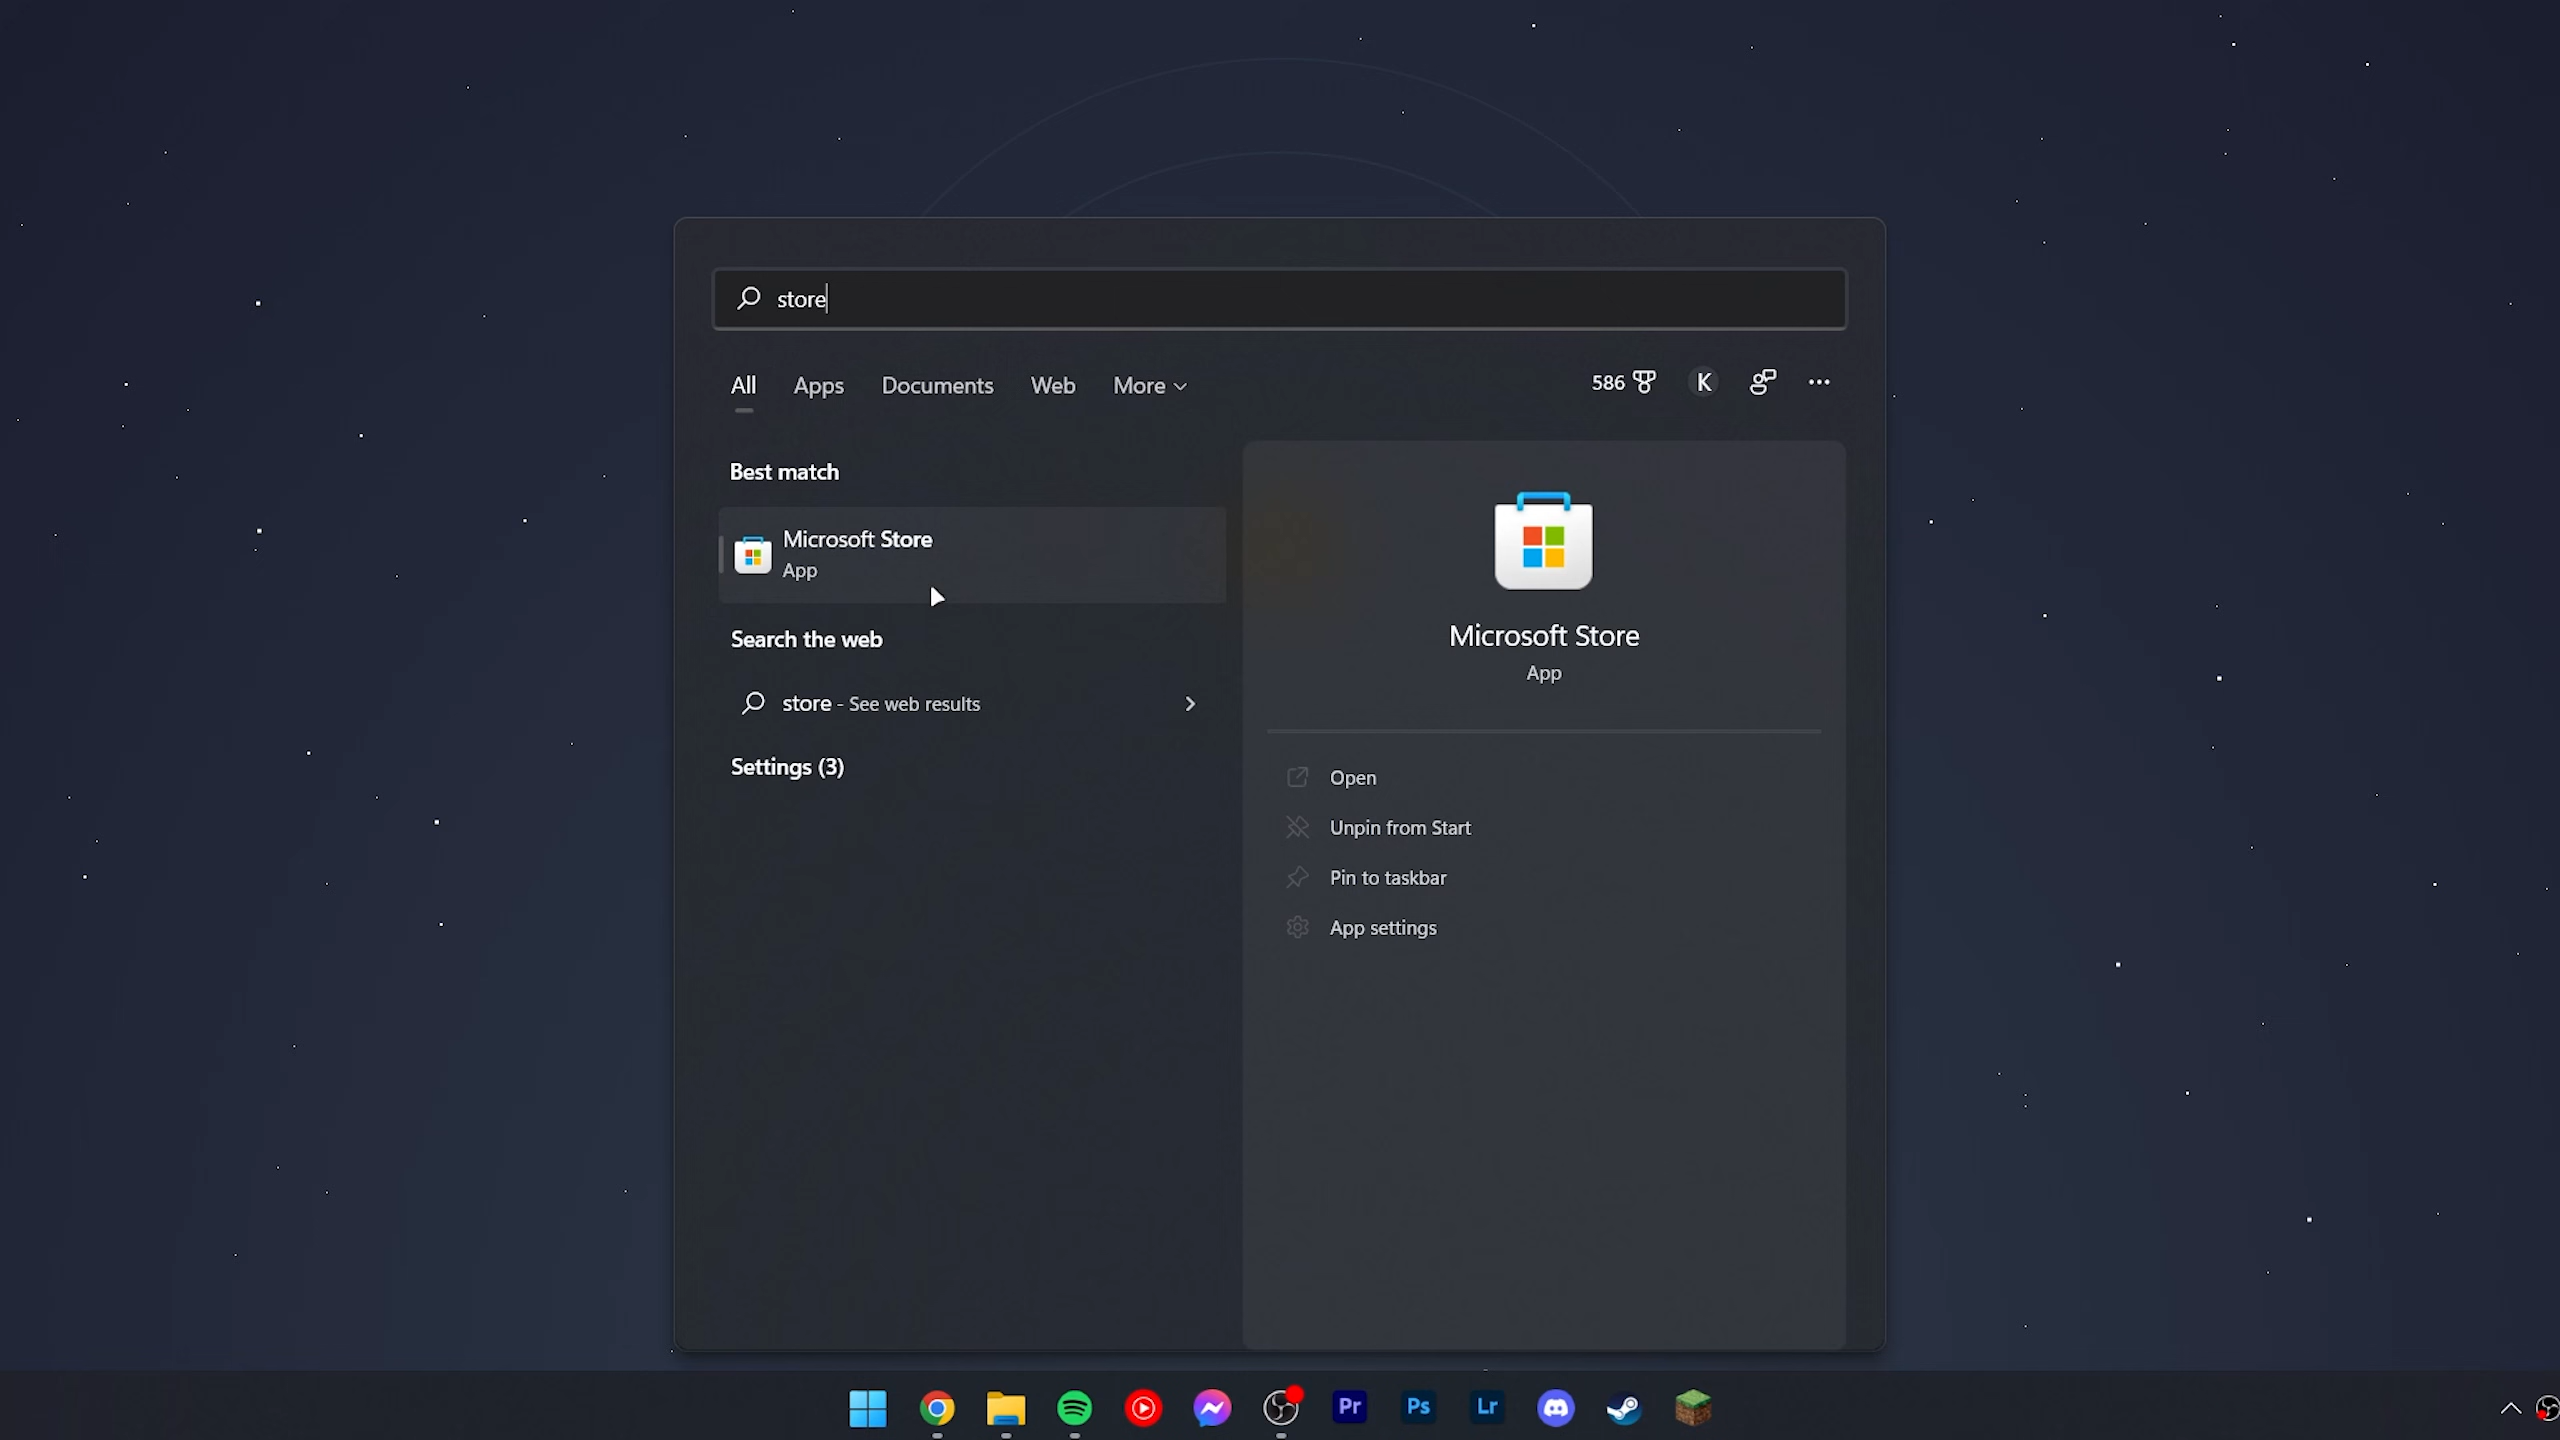 store
All Apps Documents Web More
586 K
Best match
Microsoft Store
App
Search the web
store - See web results
Settings (3)
Microsoft Store
App
Open
Unpin from Start
Pin to taskbar
App settings
Pr Ps Lr